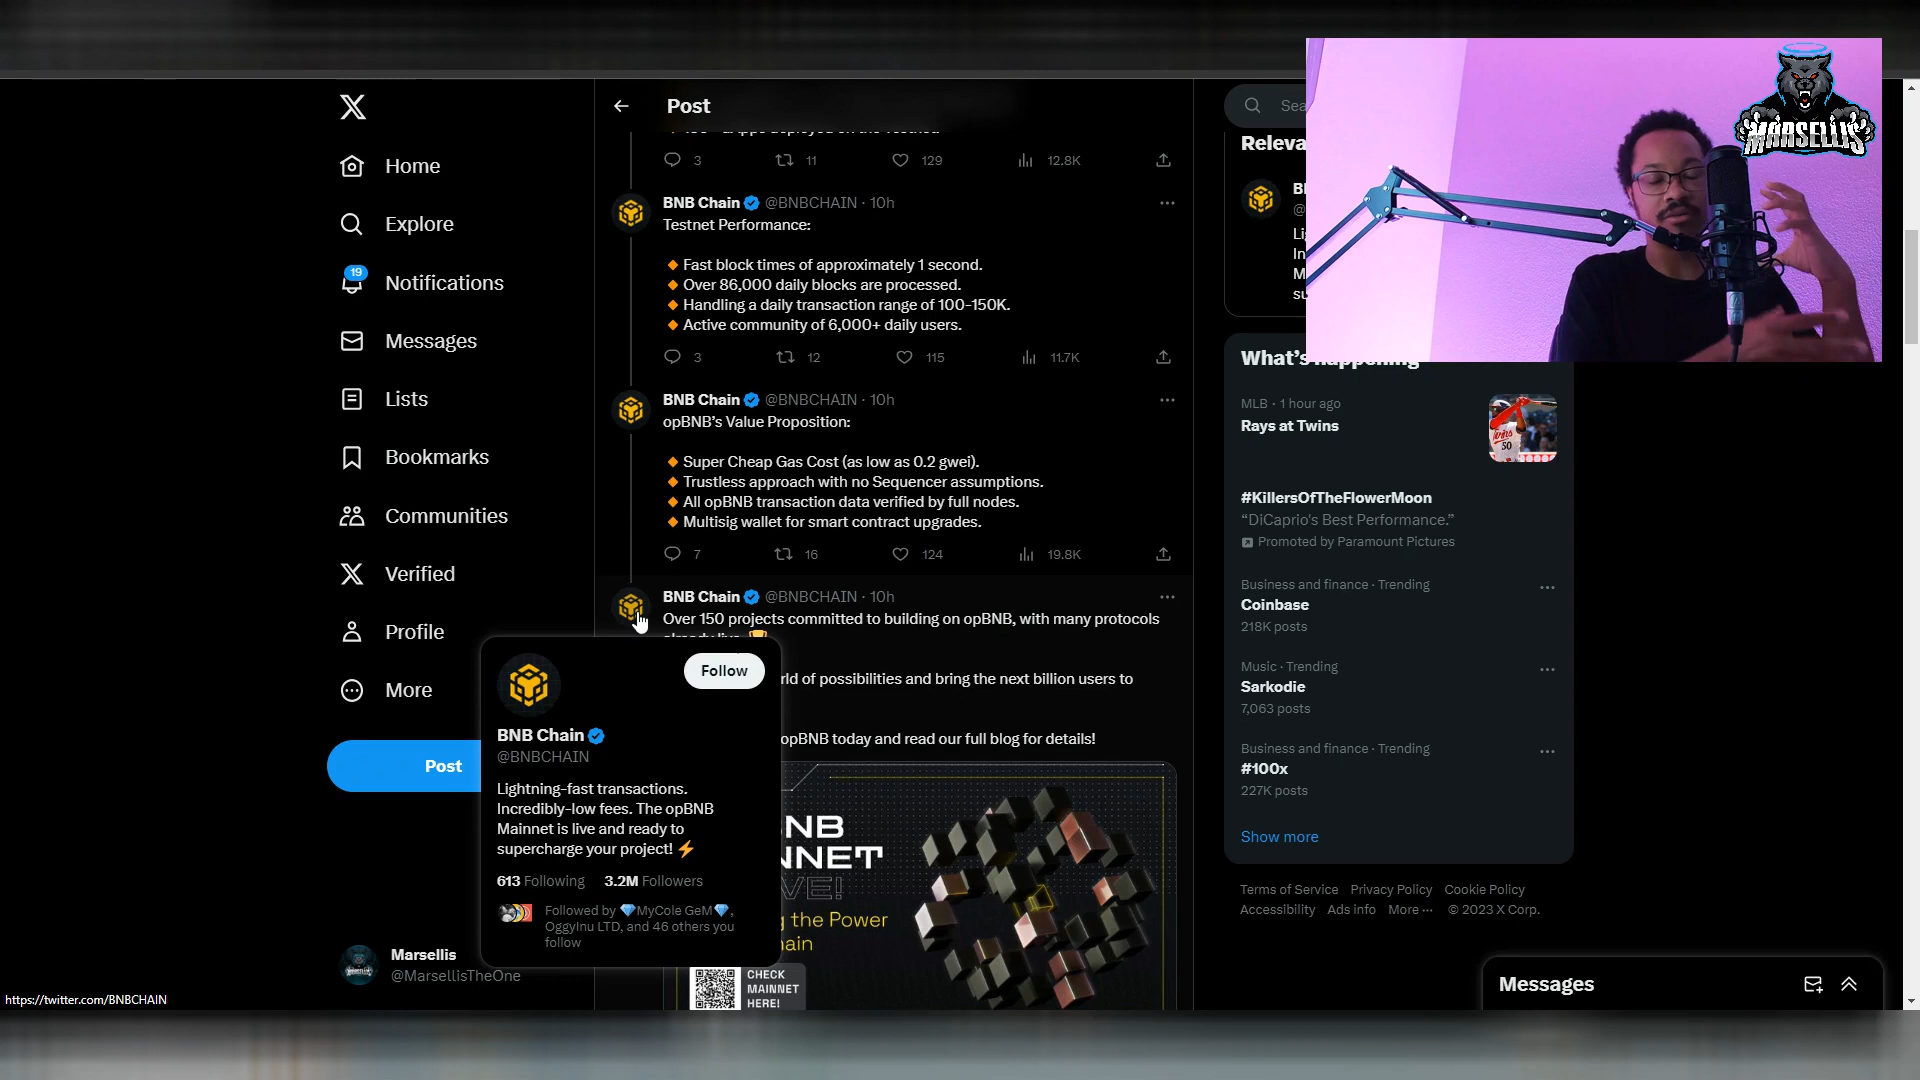 Home
Explore
19
Notifications
Messages
Lists
Bookmarks
Communities
Verified
Profile
More
Post
Marsellis
@MarsellisTheOne
https://twitter.com/BNBCHAIN
Post
3 11 129 12.8K
BNB Chain @BNBCHAIN · 10h
Testnet Performance:
Fast block times of approximately 1 second.
Over 86,000 daily blocks are processed.
Handling a daily transaction range of 100-150K.
Active community of 6,000+ daily users.
3 12 115 11.7K
BNB Chain @BNBCHAIN · 10h
opBNB's Value Proposition:
Super Cheap Gas Cost (as low as 0.2 gwei).
Trustless approach with no Sequencer assumptions.
All opBNB transaction data verified by full nodes.
Multisig wallet for smart contract upgrades.
7 16 124 19.8K
BNB Chain @BNBCHAIN · 10h
Over 150 projects committed to building on opBNB, with many protocols
already live
rld of possibilities and bring the next billion users to
opBNB today and read our full blog for details!
Follow
BNB Chain
@BNBCHAIN
Lightning-fast transactions.
Incredibly-low fees. The opBNB
Mainnet is live and ready to
supercharge your project! ⚡
613 Following 3.2M Followers
Followed by 💎MyCole GeM💎,
OggyInu LTD, and 46 others you
follow
NB
NNET
VE!
g the Power
hain
CHECK
MAINNET
HERE!
MARSELLIS
Sea
Releva
B
@
Li
In
M
su
What's happening
MLB · 1 hour ago
Rays at Twins
#KillersOfTheFlowerMoon
“DiCaprio's Best Performance.”
Promoted by Paramount Pictures
Business and finance · Trending
Coinbase
218K posts
Music · Trending
Sarkodie
7,063 posts
Business and finance · Trending
#100x
227K posts
Show more
Terms of Service Privacy Policy Cookie Policy
Accessibility Ads info More ··· © 2023 X Corp.
Messages